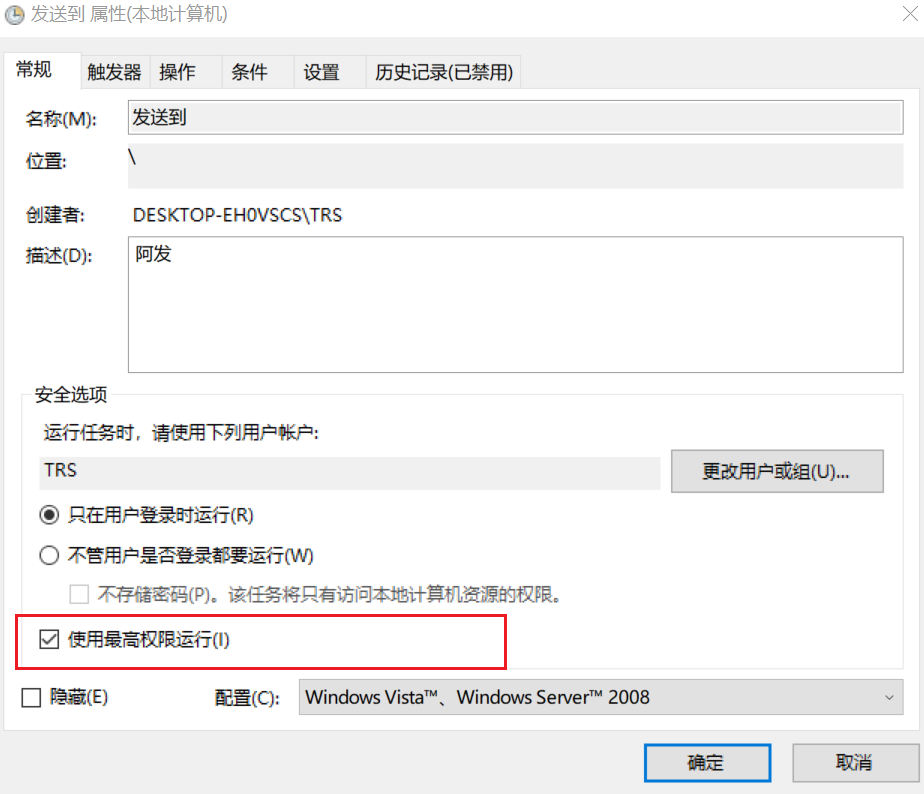 发送到 属性(本地计算机)
常规 触发器 操作 条件 设置 历史记录(已禁用)
名称(M): 发送到
位置: \
创建者: DESKTOP-EH0VSCS\TRS
描述(D): 阿发
安全选项
运行任务时，请使用下列用户帐户:
TRS 更改用户或组(U)...
只在用户登录时运行(R)
不管用户是否登录都要运行(W)
不存储密码(P)。该任务将只有访问本地计算机资源的权限。
使用最高权限运行(I)
隐藏(E) 配置(C): Windows Vista™、Windows Server™ 2008
确定 取消